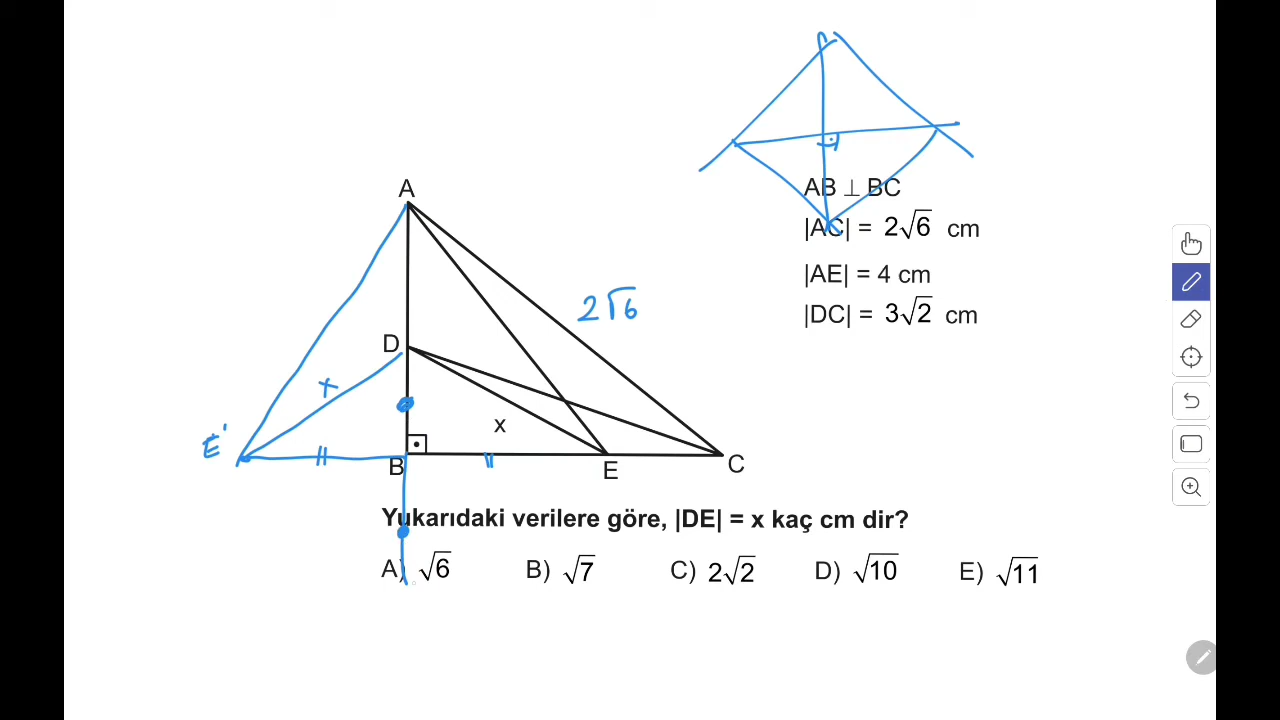 A
AB ⊥ BC
|AC| = 2√6 cm
|AE| = 4 cm
|DC| = 3√2 cm
2√6
D
x
x
E'
B
E
C
Yukarıdaki verilere göre, |DE| = x kaç cm dir?
A) √6 B) √7 C) 2√2 D) √10 E) √11